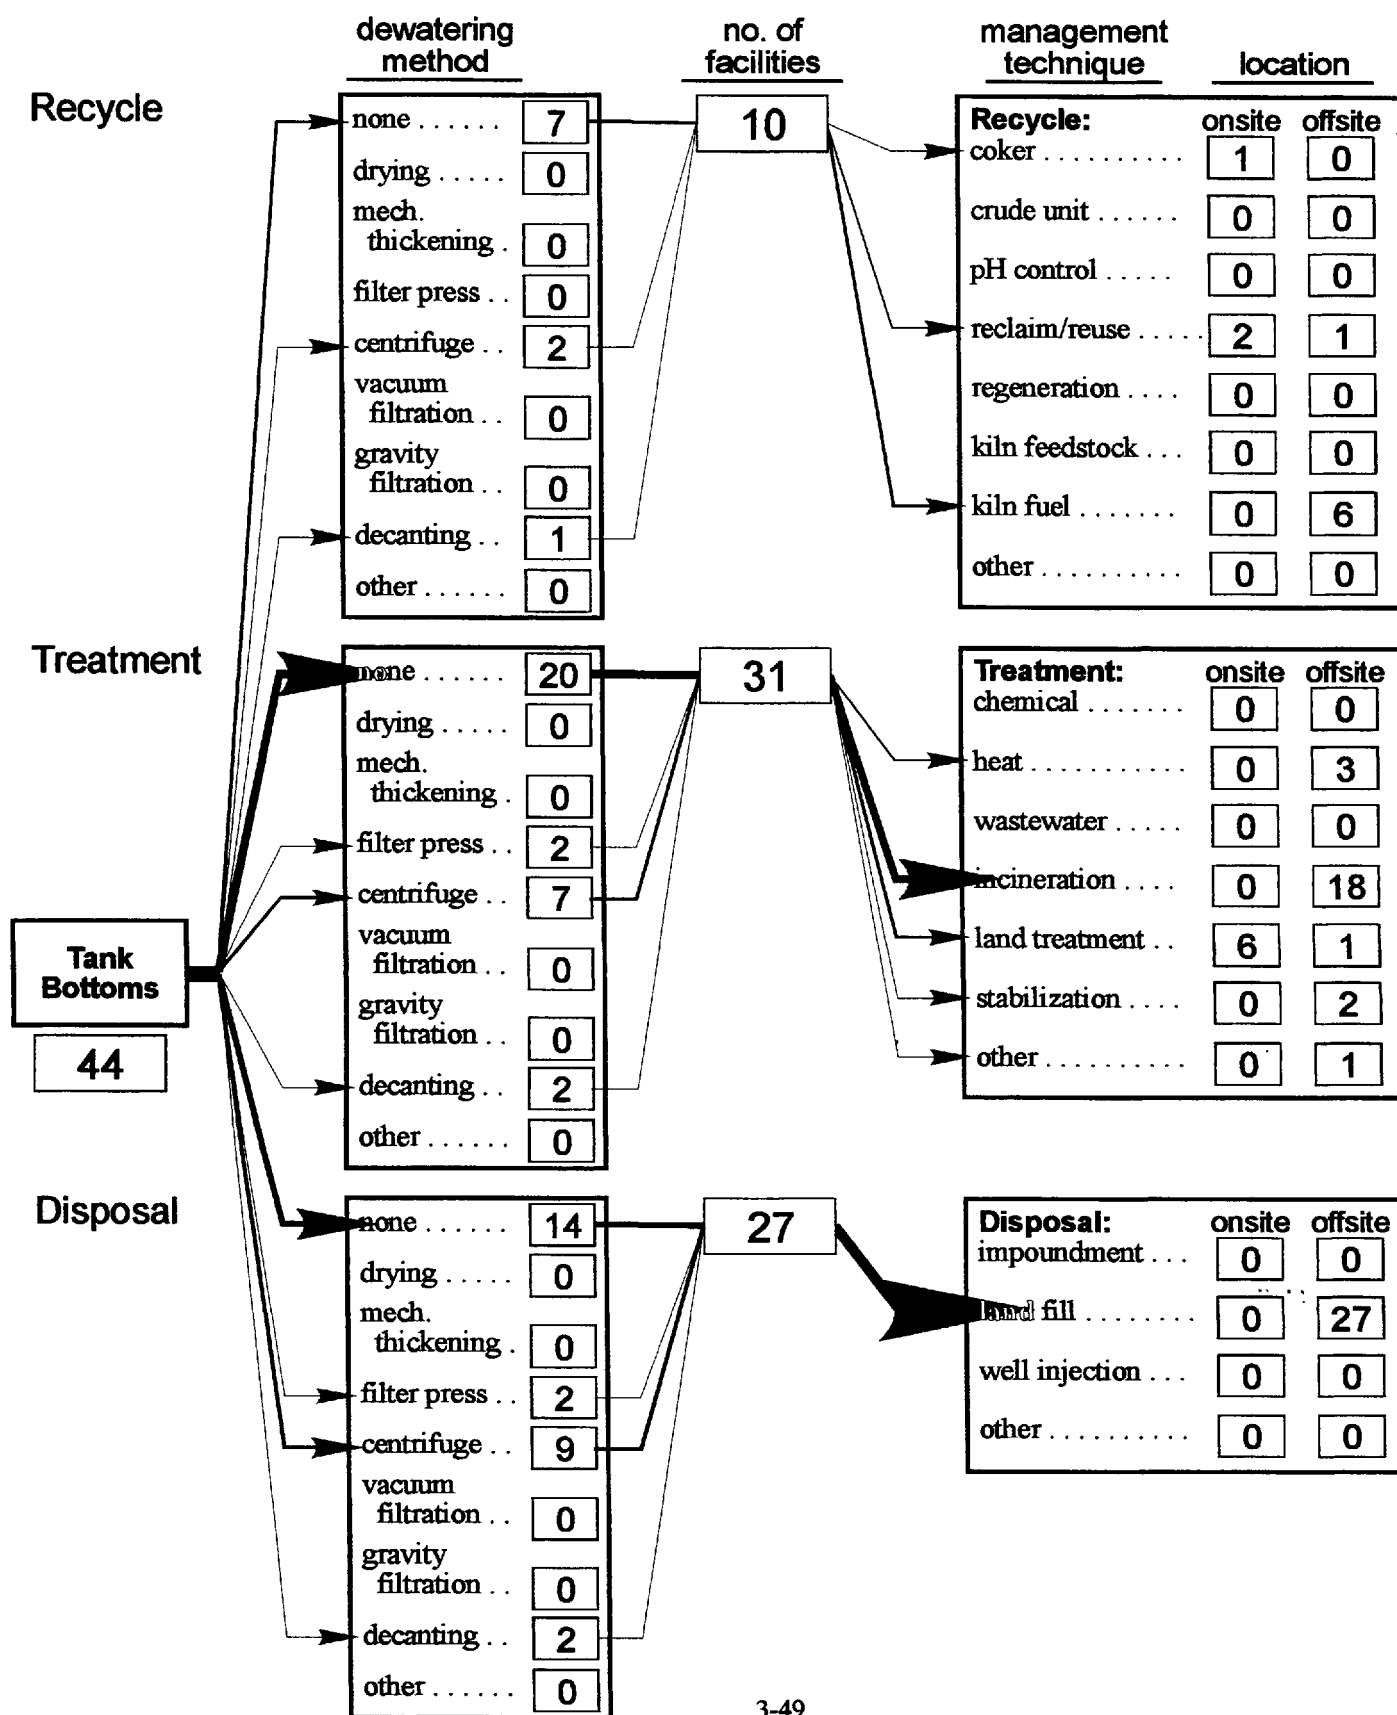 dewatering method
no. of facilities
management technique
location
Recycle
none ...... 7
drying ..... 0
mech.
thickening . 0
filter press .. 0
centrifuge .. 2
vacuum
filtration .. 0
gravity
filtration .. 0
decanting .. 1
other ...... 0
10
Recycle: onsite offsite
coker .......... 1 0
crude unit ...... 0 0
pH control ..... 0 0
reclaim/reuse ..... 2 1
regeneration .... 0 0
kiln feedstock ... 0 0
kiln fuel ....... 0 6
other .......... 0 0
Treatment
none ...... 20
drying ..... 0
mech.
thickening . 0
filter press .. 2
centrifuge .. 7
vacuum
filtration .. 0
gravity
filtration .. 0
decanting .. 2
other ...... 0
31
Treatment: onsite offsite
chemical ....... 0 0
heat ........... 0 3
wastewater ..... 0 0
incineration .... 0 18
land treatment .. 6 1
stabilization .... 0 2
other .......... 0 1
Tank
Bottoms
44
Disposal
none ...... 14
drying ..... 0
mech.
thickening . 0
filter press .. 2
centrifuge .. 9
vacuum
filtration .. 0
gravity
filtration .. 0
decanting .. 2
other ...... 0
27
Disposal: onsite offsite
impoundment ... 0 0
land fill ........ 0 27
well injection ... 0 0
other .......... 0 0
3-49